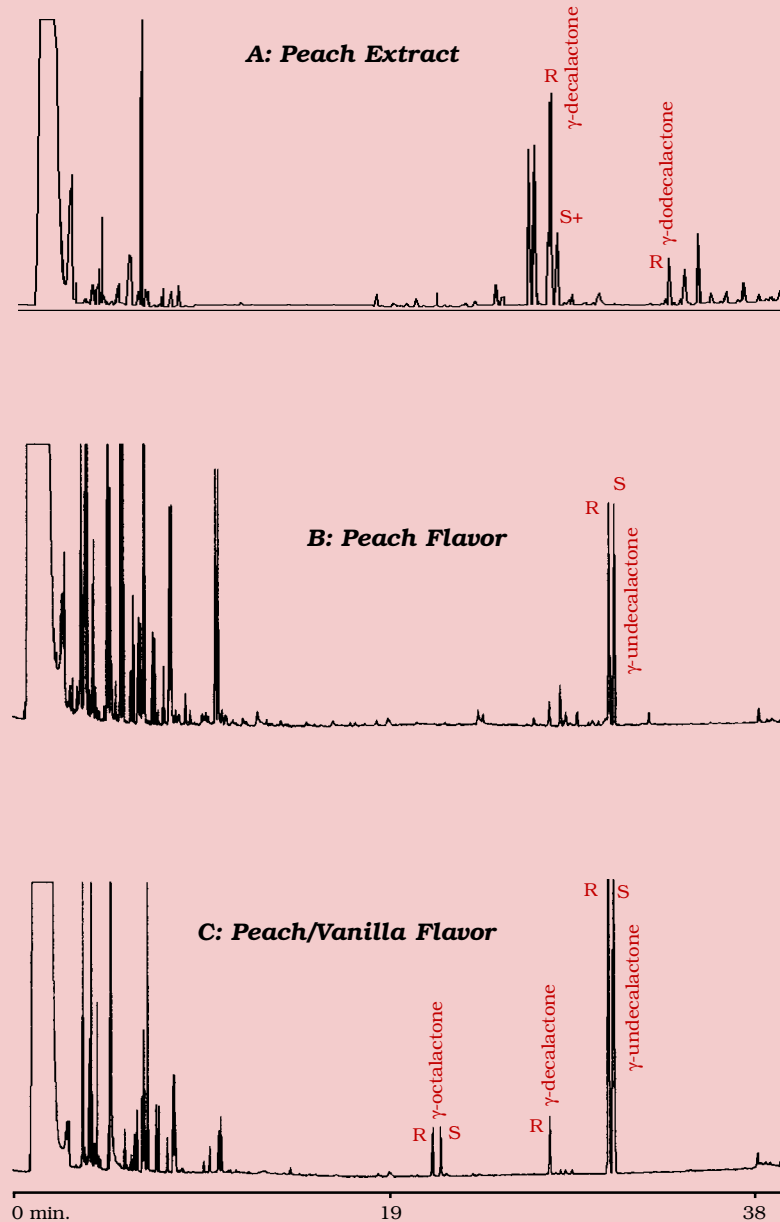 A: Peach Extract
R
γ-decalactone
S+
R
γ-dodecalactone
B: Peach Flavor
R
S
γ-undecalactone
C: Peach/Vanilla Flavor
R
γ-octalactone
S
R
γ-decalactone
R
S
γ-undecalactone
0 min.
19
38